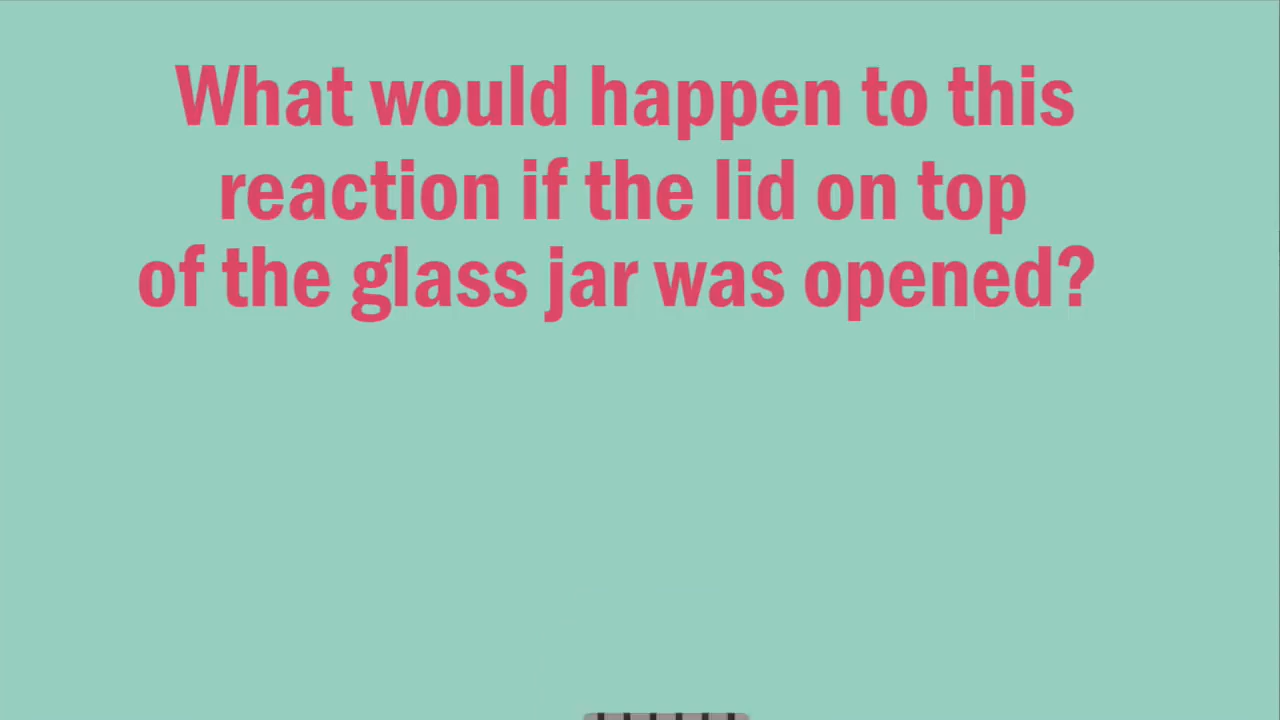 What would happen to this
reaction if the lid on top
of the glass jar was opened?